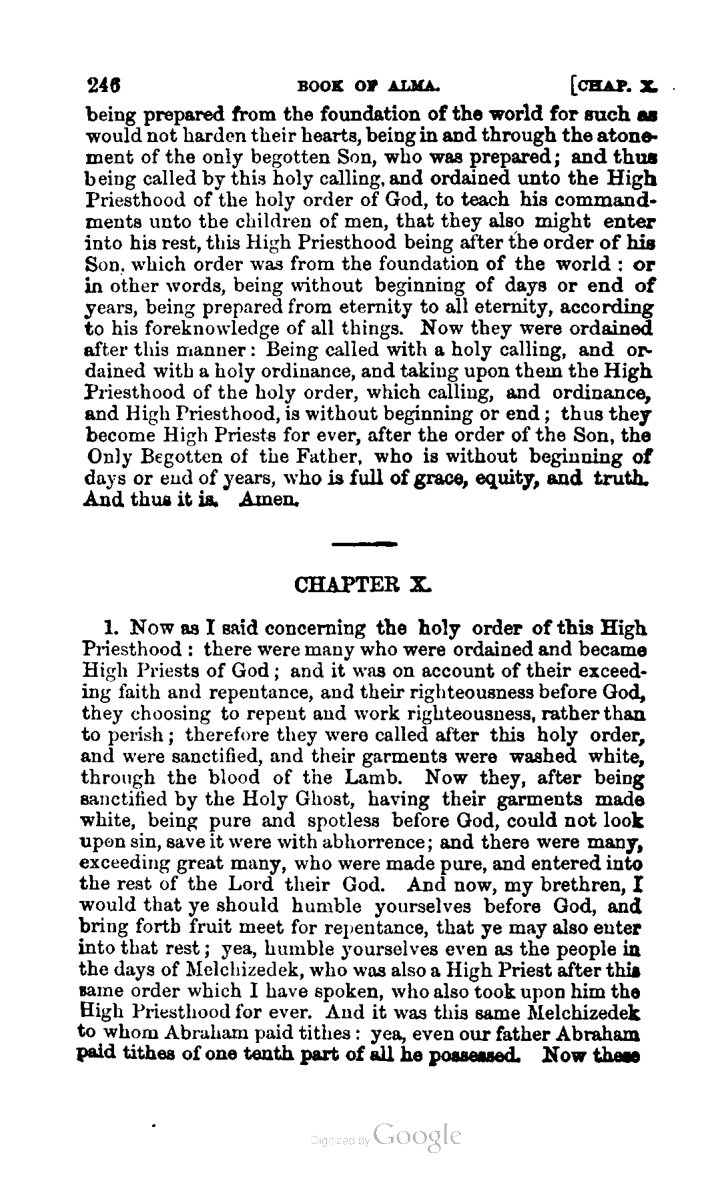 246 BOOK OF ALMA. [CHAP. X.
being prepared from the foundation of the world for such as
would not harden their hearts, being in and through the atone-
ment of the only begotten Son, who was prepared; and thus
being called by this holy calling, and ordained unto the High
Priesthood of the holy order of God, to teach his command-
ments unto the children of men, that they also might enter
into his rest, this High Priesthood being after the order of his
Son, which order was from the foundation of the world : or
in other words, being without beginning of days or end of
years, being prepared from eternity to all eternity, according
to his foreknowledge of all things. Now they were ordained
after this manner: Being called with a holy calling, and or-
dained with a holy ordinance, and taking upon them the High
Priesthood of the holy order, which calling, and ordinance,
and High Priesthood, is without beginning or end; thus they
become High Priests for ever, after the order of the Son, the
Only Begotten of the Father, who is without beginning of
days or end of years, who is full of grace, equity, and truth.
And thus it is. Amen.
CHAPTER X.
1. Now as I said concerning the holy order of this High
Priesthood : there were many who were ordained and became
High Priests of God; and it was on account of their exceed-
ing faith and repentance, and their righteousness before God,
they choosing to repent and work righteousness, rather than
to perish; therefore they were called after this holy order,
and were sanctified, and their garments were washed white,
through the blood of the Lamb. Now they, after being
sanctified by the Holy Ghost, having their garments made
white, being pure and spotless before God, could not look
upon sin, save it were with abhorrence; and there were many,
exceeding great many, who were made pure, and entered into
the rest of the Lord their God. And now, my brethren, I
would that ye should humble yourselves before God, and
bring forth fruit meet for repentance, that ye may also enter
into that rest; yea, humble yourselves even as the people in
the days of Melchizedek, who was also a High Priest after this
same order which I have spoken, who also took upon him the
High Priesthood for ever. And it was this same Melchizedek
to whom Abraham paid tithes: yea, even our father Abraham
paid tithes of one tenth part of all he possessed. Now these
Digitized by Google